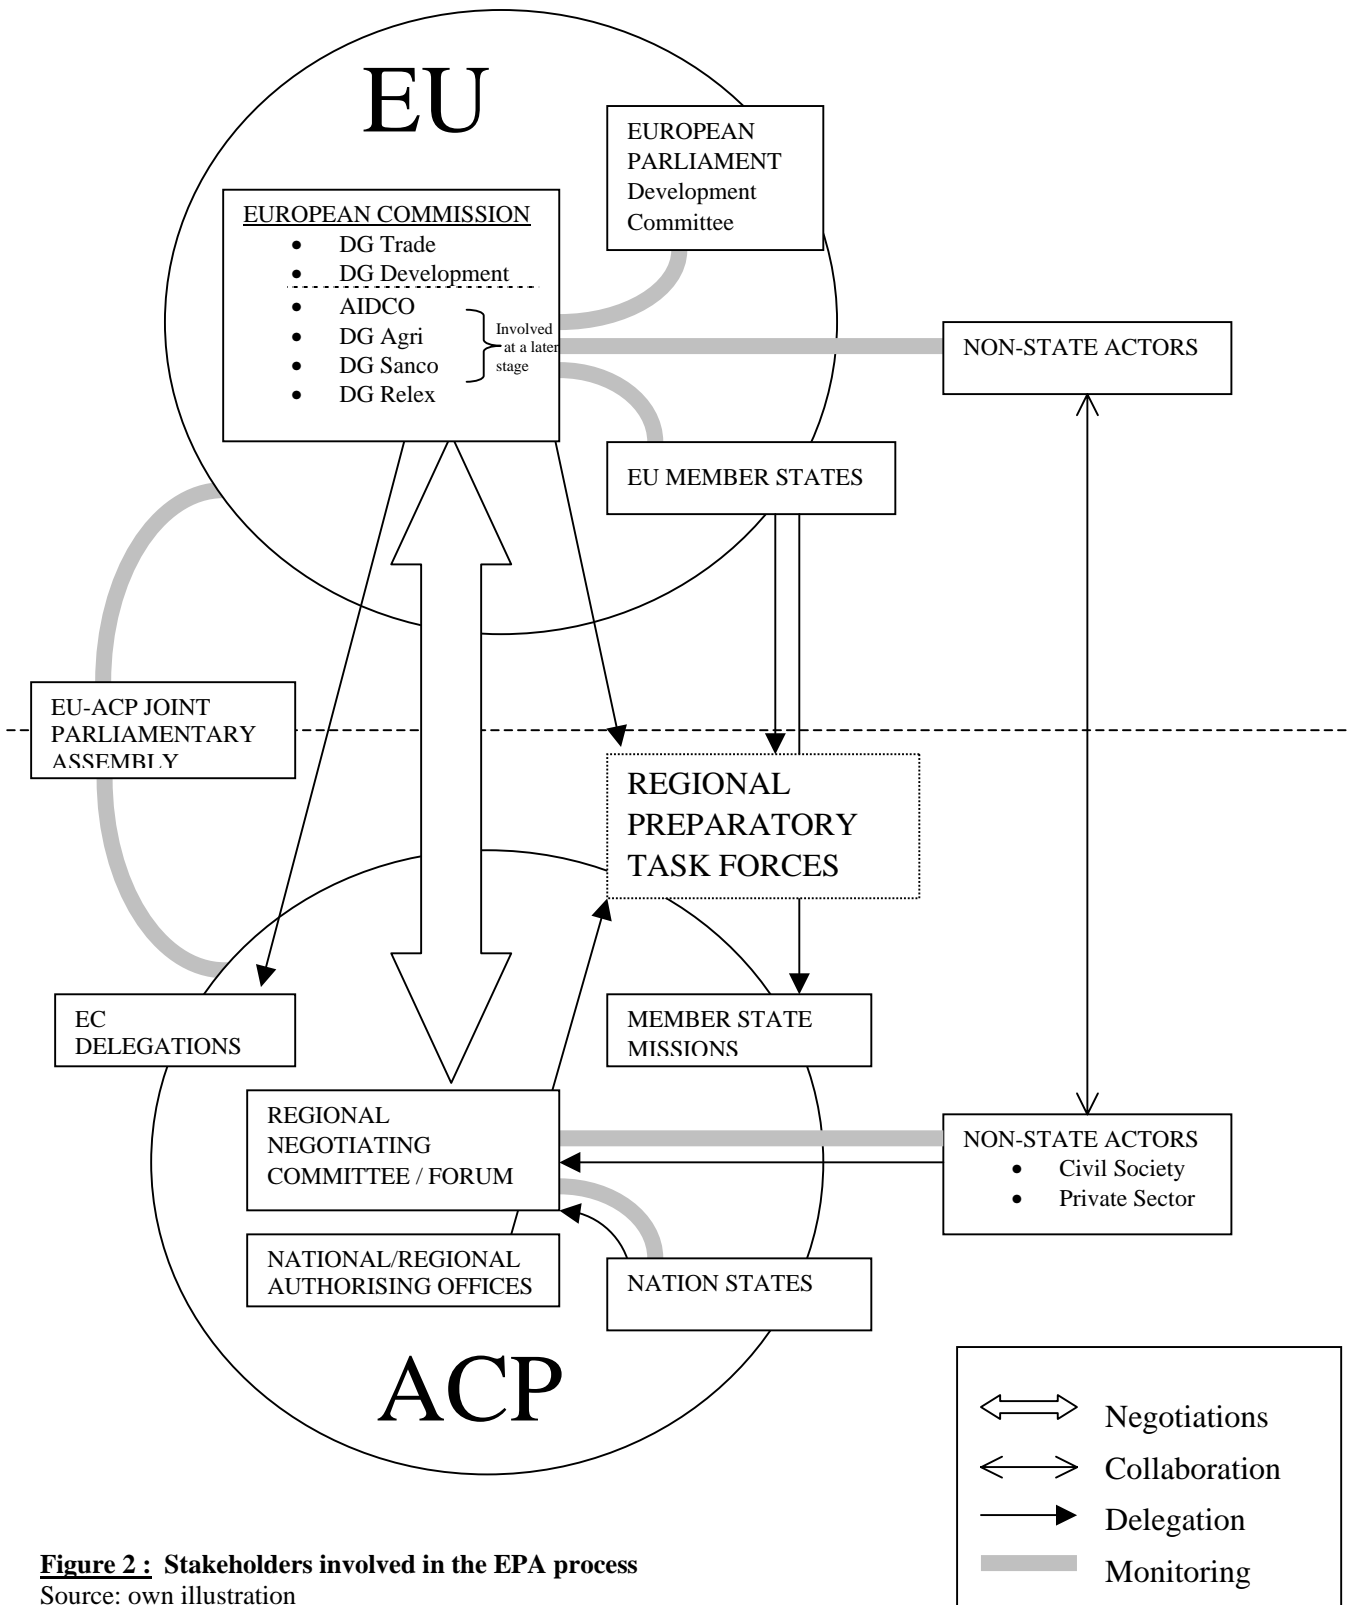 EU
EUROPEAN
PARLIAMENT
Development
Committee
EUROPEAN COMMISSION
• DG Trade
• DG Development
• AIDCO
• DG Agri
• DG Sanco
• DG Relex
Involved
at a later
stage
NON-STATE ACTORS
EU MEMBER STATES
EU-ACP JOINT
PARLIAMENTARY
ASSEMBLY
REGIONAL
PREPARATORY
TASK FORCES
EC
DELEGATIONS
MEMBER STATE
MISSIONS
REGIONAL
NEGOTIATING
COMMITTEE / FORUM
NON-STATE ACTORS
• Civil Society
• Private Sector
NATIONAL/REGIONAL
AUTHORISING OFFICES
NATION STATES
ACP
Negotiations
Collaboration
Delegation
Monitoring
Figure 2 : Stakeholders involved in the EPA process
Source: own illustration